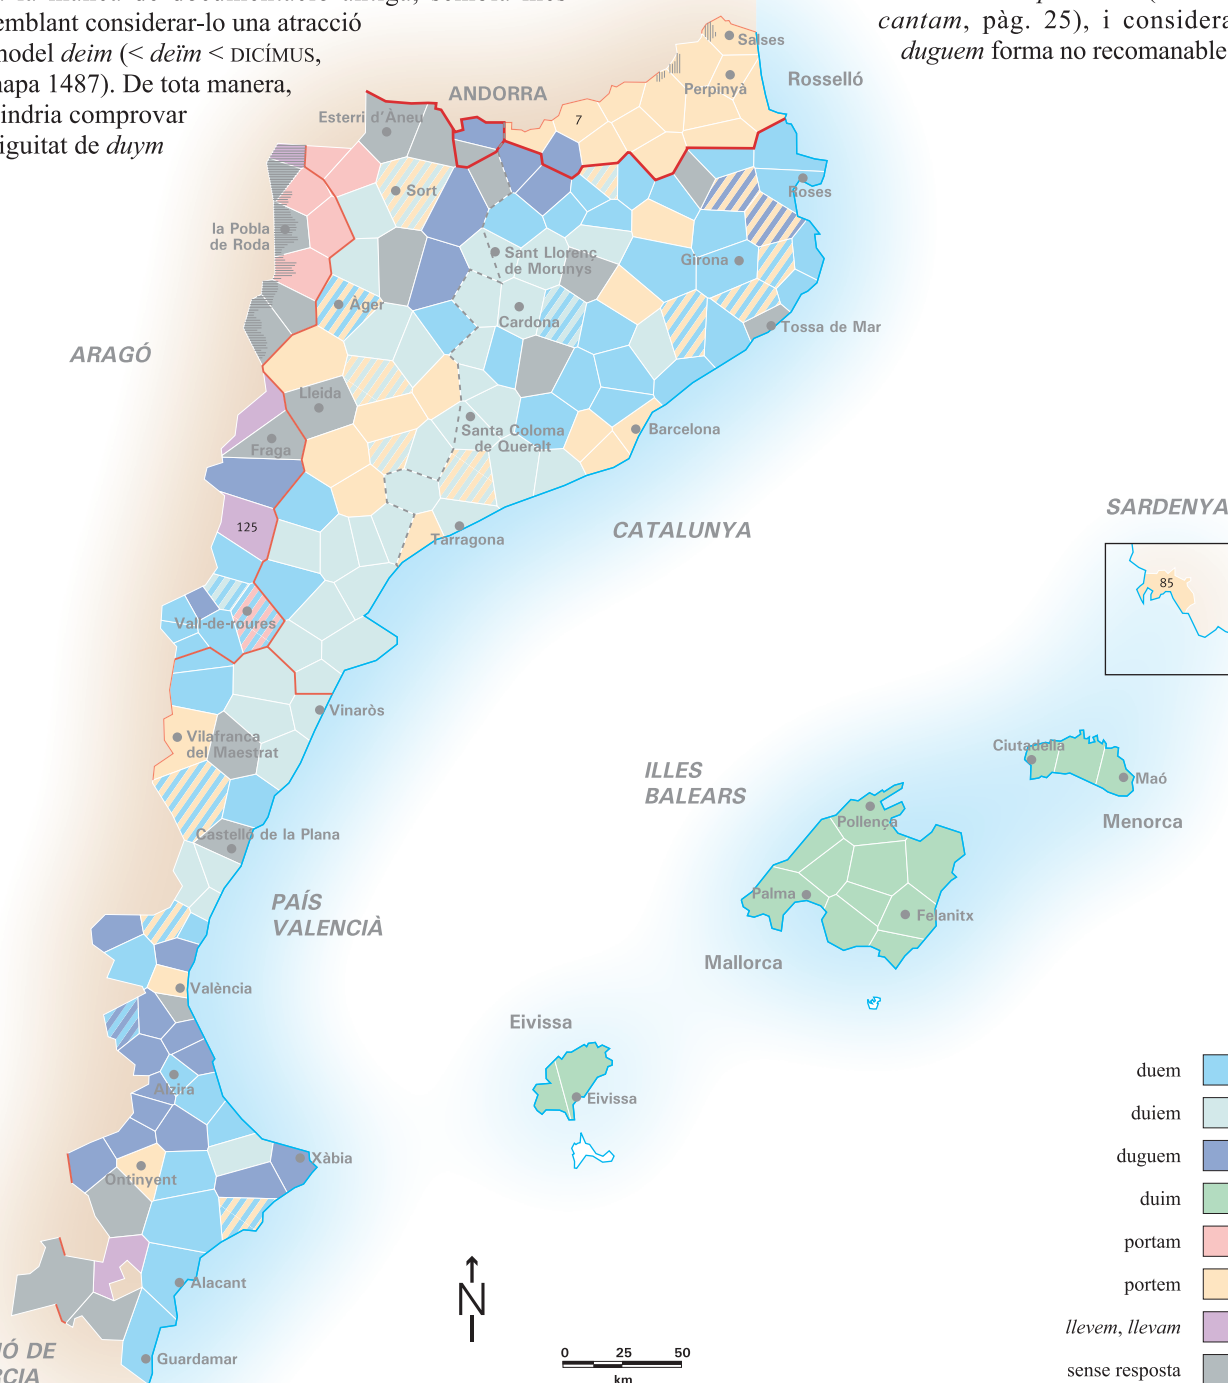 emblant considerar-lo una atracció
model deim (< deïm < DICÍMUS,
mapa 1487). De tota manera,
indria comprovar
iguitat de duym
cantam, pàg. 25), i considera
duguem forma no recomanable
Salses
Perpinyà
Rosselló
ANDORRA
7
Esterri d'Àneu
Sort
Roses
la Pobla
de Roda
Sant Llorenç
de Morunys
Girona
Àger
Cardona
Tossa de Mar
ARAGÓ
Lleida
Santa Coloma
de Queralt
Barcelona
Fraga
125
Tarragona
CATALUNYA
SARDENYA
85
Vall-de-roures
Vinaròs
Vilafranca
del Maestrat
ILLES
BALEARS
Ciutadella
Maó
Menorca
Pollença
Castelló de la Plana
Palma
Felanitx
PAÍS
VALENCIÀ
Mallorca
València
Eivissa
Eivissa
Alzira
Xàbia
Ontinyent
Alacant
Guardamar
IÓ DE
RCIA
N
0 25 50
km
duem
duiem
duguem
duim
portam
portem
llevem, llevam
sense resposta